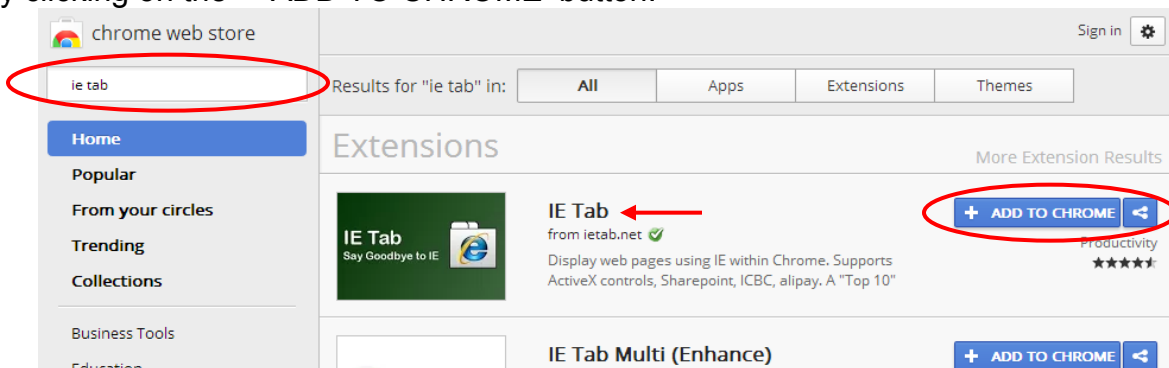 chrome web store
Sign in
ie tab
Results for "ie tab" in:
All
Apps
Extensions
Themes
Home
Popular
From your circles
Trending
Collections
Business Tools
Extensions
More Extension Results
IE Tab
Say Goodbye to IE
IE Tab
from ietab.net
Display web pages using IE within Chrome. Supports
ActiveX controls, Sharepoint, ICBC, alipay. A "Top 10"
+ ADD TO CHROME
Productivity
IE Tab Multi (Enhance)
+ ADD TO CHROME